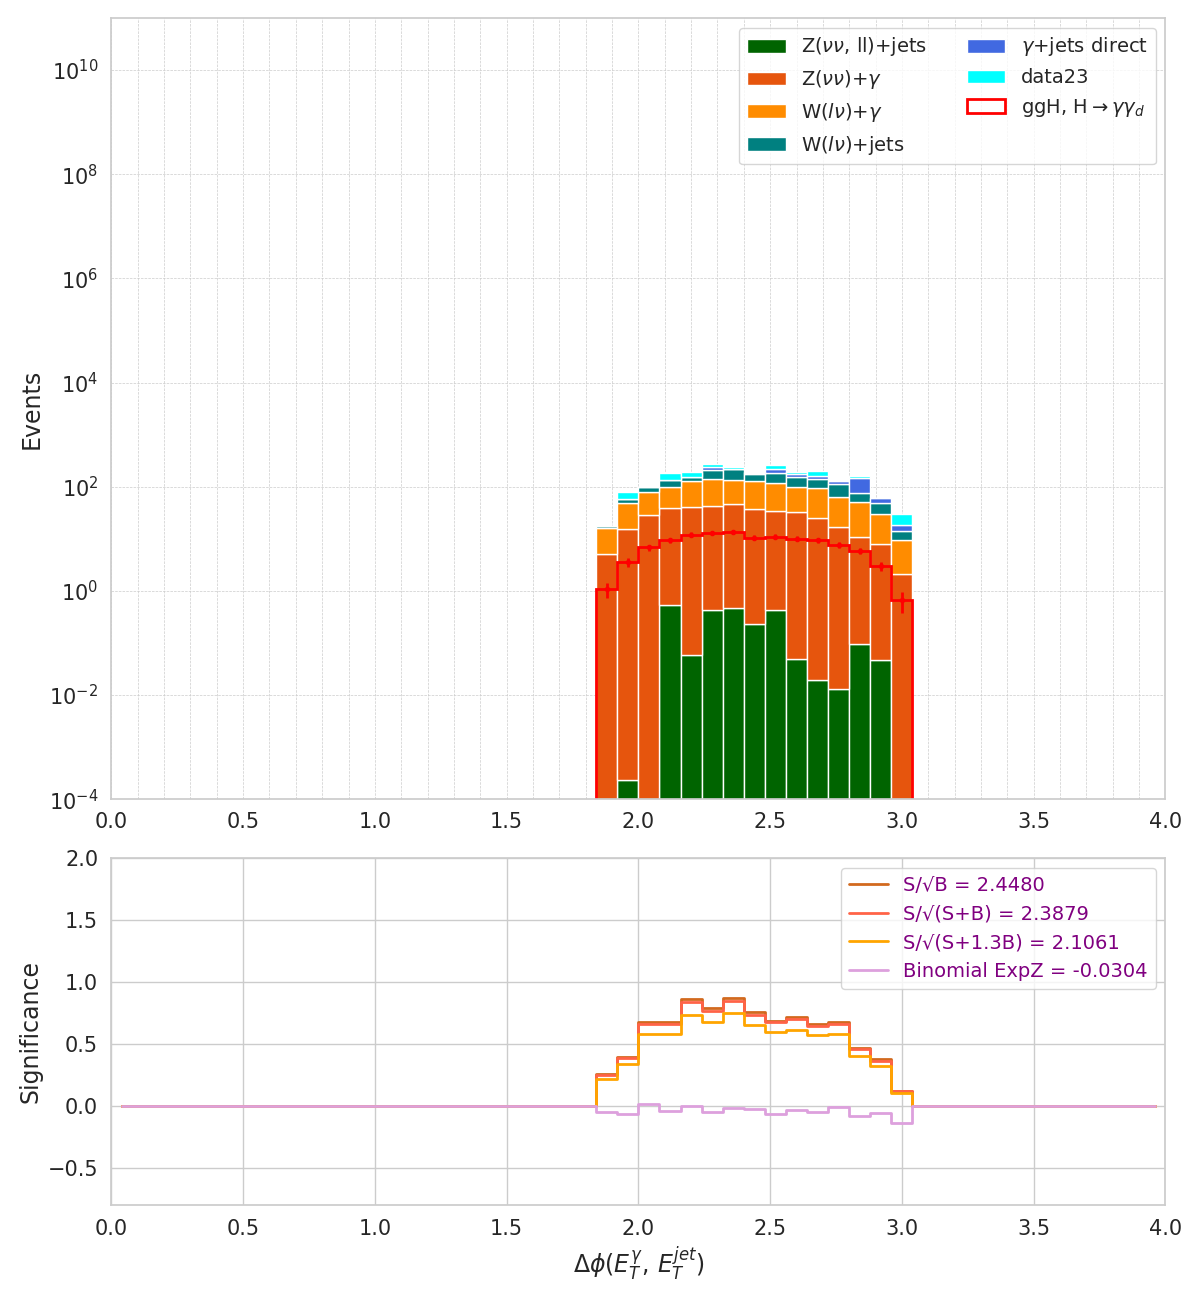 Z(νν, ll)+jets
Z(νν)+γ
W(lν)+γ
W(lν)+jets
γ+jets direct
data23
ggH, H→γγ_d
Events
10^10
10^8
10^6
10^4
10^2
10^0
10^−2
10^−4
0.0 0.5 1.0 1.5 2.0 2.5 3.0 3.5 4.0
S/√B = 2.4480
S/√(S+B) = 2.3879
S/√(S+1.3B) = 2.1061
Binomial ExpZ = -0.0304
Significance
2.0
1.5
1.0
0.5
0.0
−0.5
0.0 0.5 1.0 1.5 2.0 2.5 3.0 3.5 4.0
Δϕ(E_T^γ, E_T^jet)